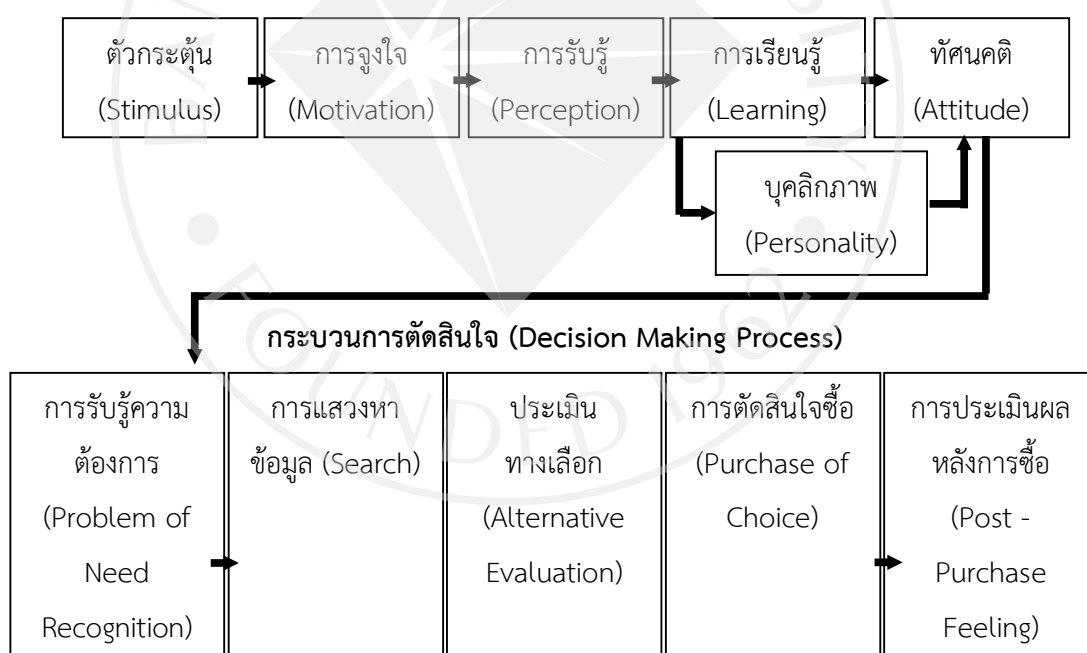 ตัวกระตุ้น
(Stimulus)
การจูงใจ
(Motivation)
การรับรู้
(Perception)
การเรียนรู้
(Learning)
ทัศนคติ
(Attitude)
บุคลิกภาพ
(Personality)
กระบวนการตัดสินใจ (Decision Making Process)
การรับรู้ความ
ต้องการ
(Problem of
Need
Recognition)
การแสวงหา
ข้อมูล (Search)
ประเมิน
ทางเลือก
(Alternative
Evaluation)
การตัดสินใจซื้อ
(Purchase of
Choice)
การประเมินผล
หลังการซื้อ
(Post -
Purchase
Feeling)
FOUNDED 1962